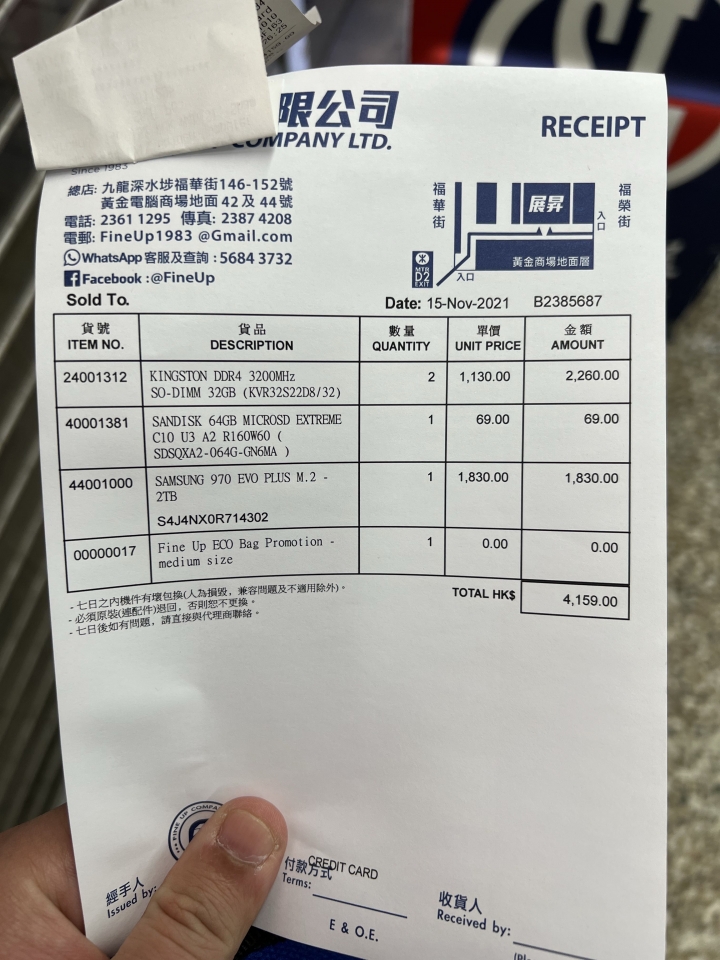 限公司
COMPANY LTD.
RECEIPT
Since 1983
總店: 九龍深水埗福華街146-152號
黃金電腦商場地面 42 及 44 號
電話: 2361 1295 傳真: 2387 4208
電郵: FineUp1983 @Gmail.com
WhatsApp 客服及查詢 : 5684 3732
Facebook :@FineUp
福華街
展昇
入口
福榮街
黃金商場地面層
MTR
D2
EXIT
入口
Sold To.
Date: 15-Nov-2021 B2385687
貨號 貨品 數量 單價 金額
ITEM NO. DESCRIPTION QUANTITY UNIT PRICE AMOUNT
24001312 KINGSTON DDR4 3200MHz 2 1,130.00 2,260.00
SO-DIMM 32GB (KVR32S22D8/32)
40001381 SANDISK 64GB MICROSD EXTREME 1 69.00 69.00
C10 U3 A2 R160W60 (
SDSQXA2-064G-GN6MA )
44001000 SAMSUNG 970 EVO PLUS M.2 - 1 1,830.00 1,830.00
2TB
S4J4NX0R714302
00000017 Fine Up ECO Bag Promotion - 1 0.00 0.00
medium size
- 七日之內機件有壞包換(人為損毀，兼容問題及不適用除外)。
- 必須原裝(連配件)退回，否則恕不更換。
- 七日後如有問題，請直接與代理商聯絡。
TOTAL HK$ 4,159.00
FINE UP COMPA
經手人
Issued by:
付款方式 CREDIT CARD
Terms:
收貨人
Received by:
E & O.E.